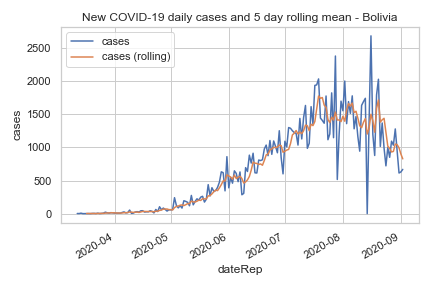 New COVID-19 daily cases and 5 day rolling mean - Bolivia
cases
cases (rolling)
2500
2000
1500
1000
500
0
cases
2020-04
2020-05
2020-06
2020-07
2020-08
2020-09
dateRep